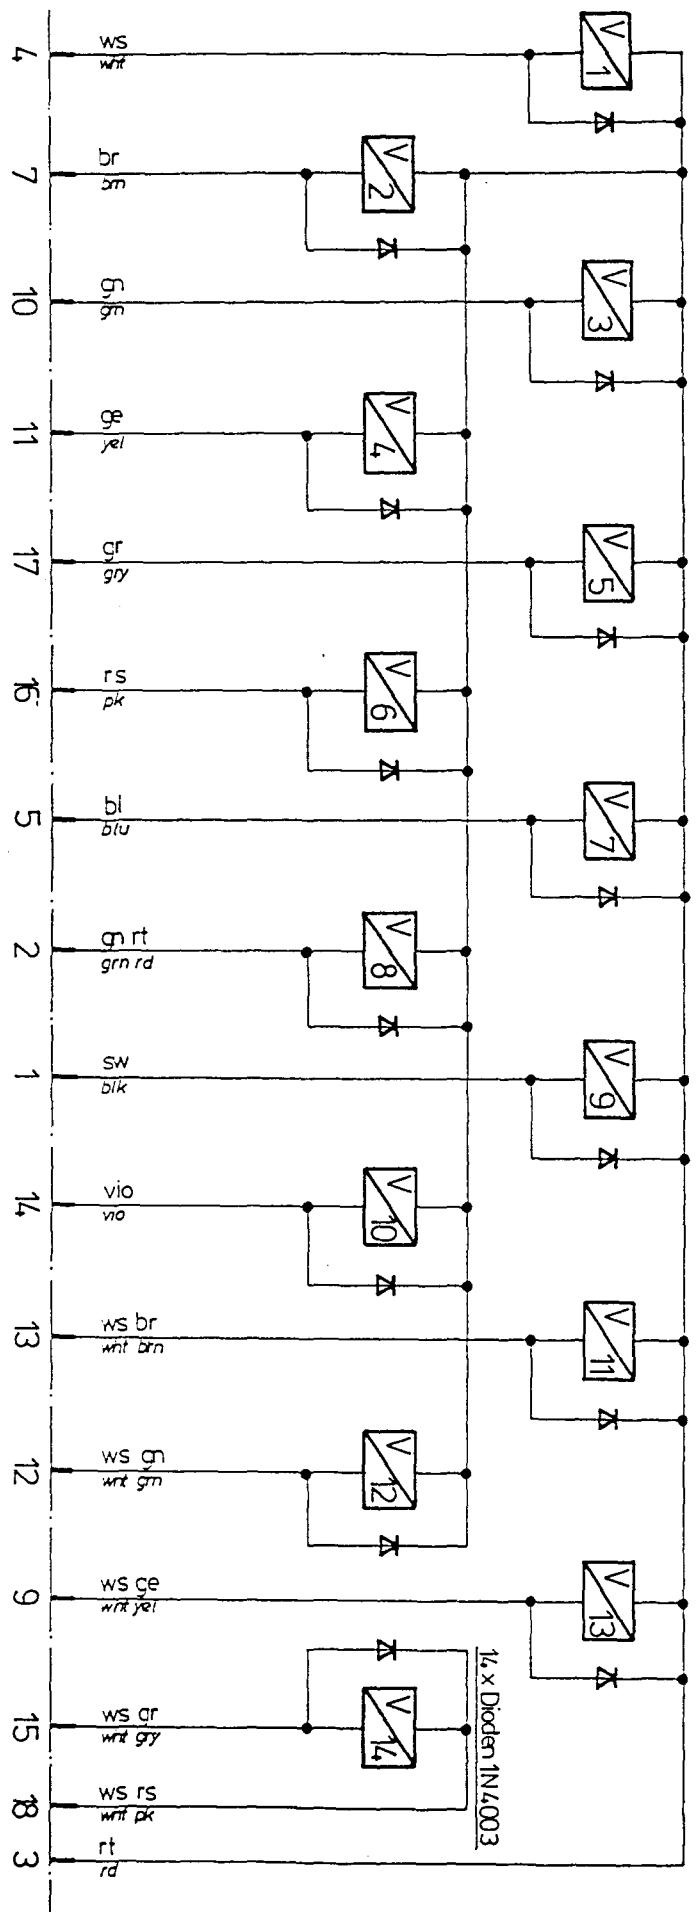 4
ws
wht
V
1
7
br
brn
V
2
10
gn
grn
V
3
11
ge
yel
V
4
17
gr
gry
V
5
16
rs
pk
V
6
5
bl
blu
V
7
2
gn rt
grn rd
V
8
1
sw
blk
V
9
14
vio
vio
V
10
13
ws br
wht brn
V
11
12
ws gn
wht grn
V
12
9
ws ge
wht yel
V
13
14 x Dioden 1N4003
15
ws gr
wht gry
V
14
18
ws rs
wht pk
3
rt
rd